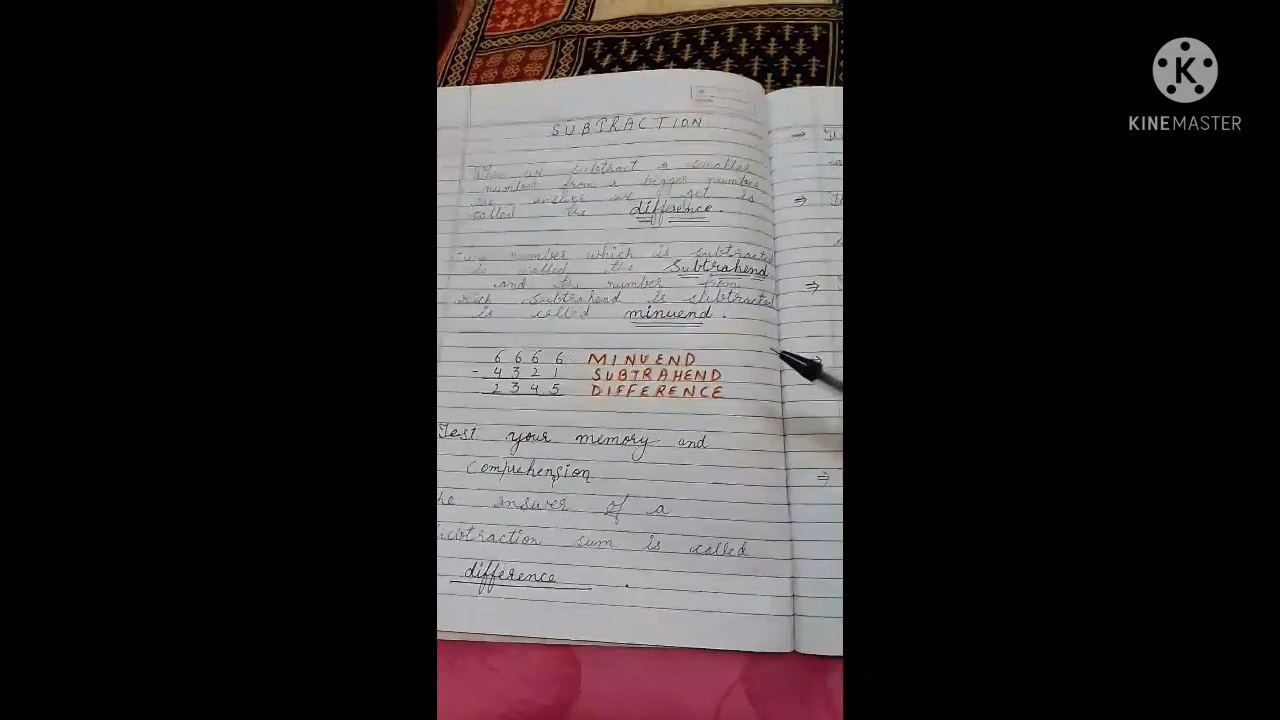 SUBTRACTION
When we subtract a smaller
number from a bigger number,
the answer we get is
called the difference.
number which is subtracted
is called the Subtrahend
and the number from
which subtrahend is subtracted
is called minuend.
6 6 6 6 MINUEND
- 4 3 2 1 SUBTRAHEND
2 3 4 5 DIFFERENCE
Test your memory and
comprehension
he answer of a
subtraction sum is called
difference.
K
KINEMASTER